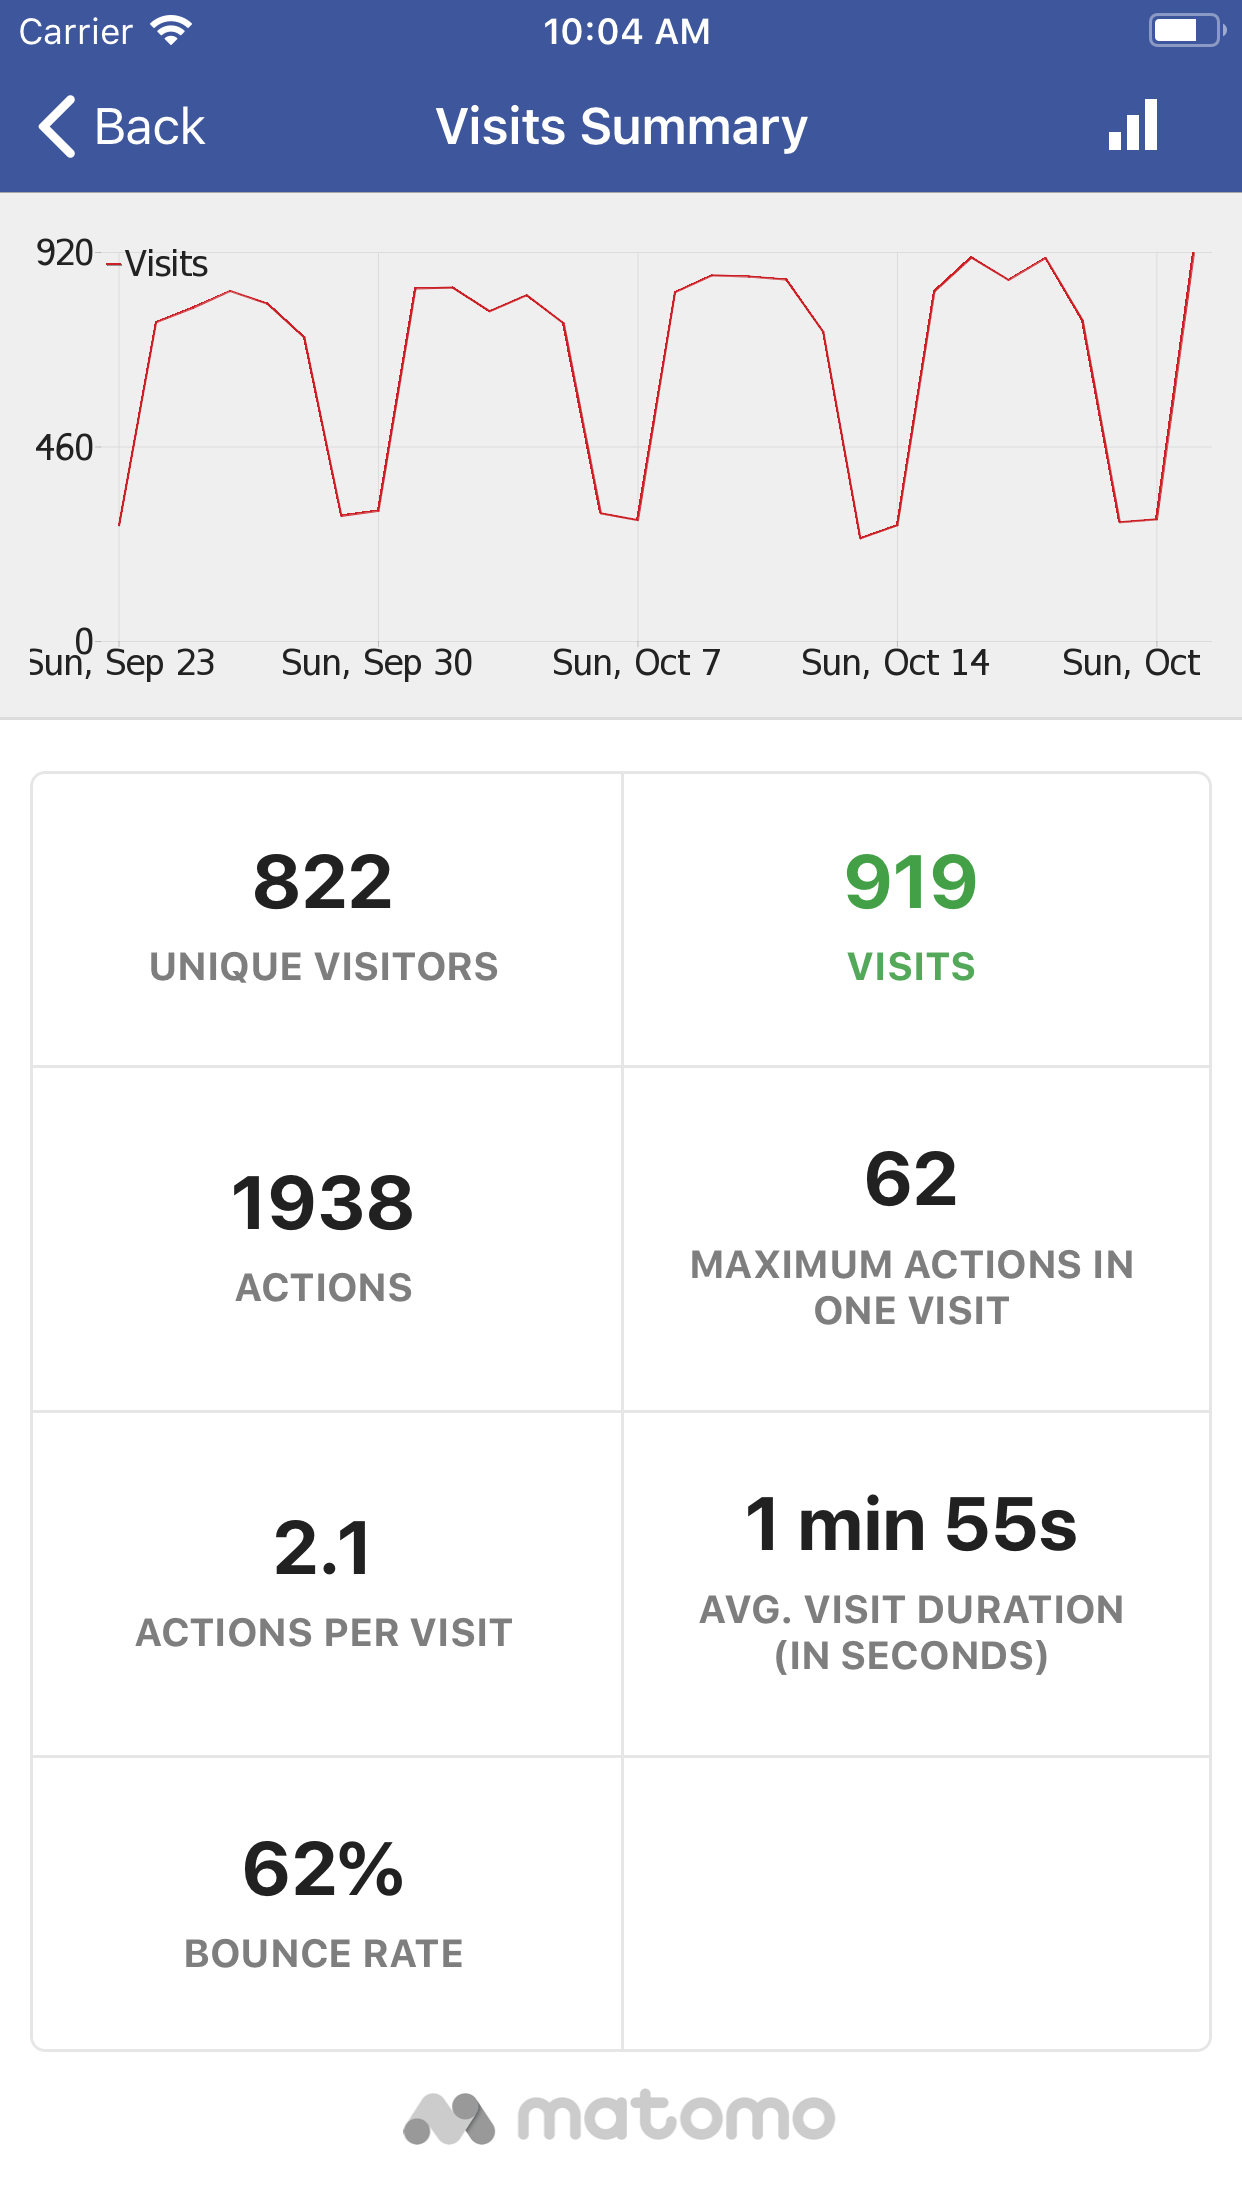 Carrier 10:04 AM
Back Visits Summary
920
Visits
460
0
Sun, Sep 23 Sun, Sep 30 Sun, Oct 7 Sun, Oct 14 Sun, Oct
822 919
UNIQUE VISITORS VISITS
1938 62
ACTIONS MAXIMUM ACTIONS IN
ONE VISIT
2.1 1 min 55s
ACTIONS PER VISIT AVG. VISIT DURATION
(IN SECONDS)
62%
BOUNCE RATE
matomo